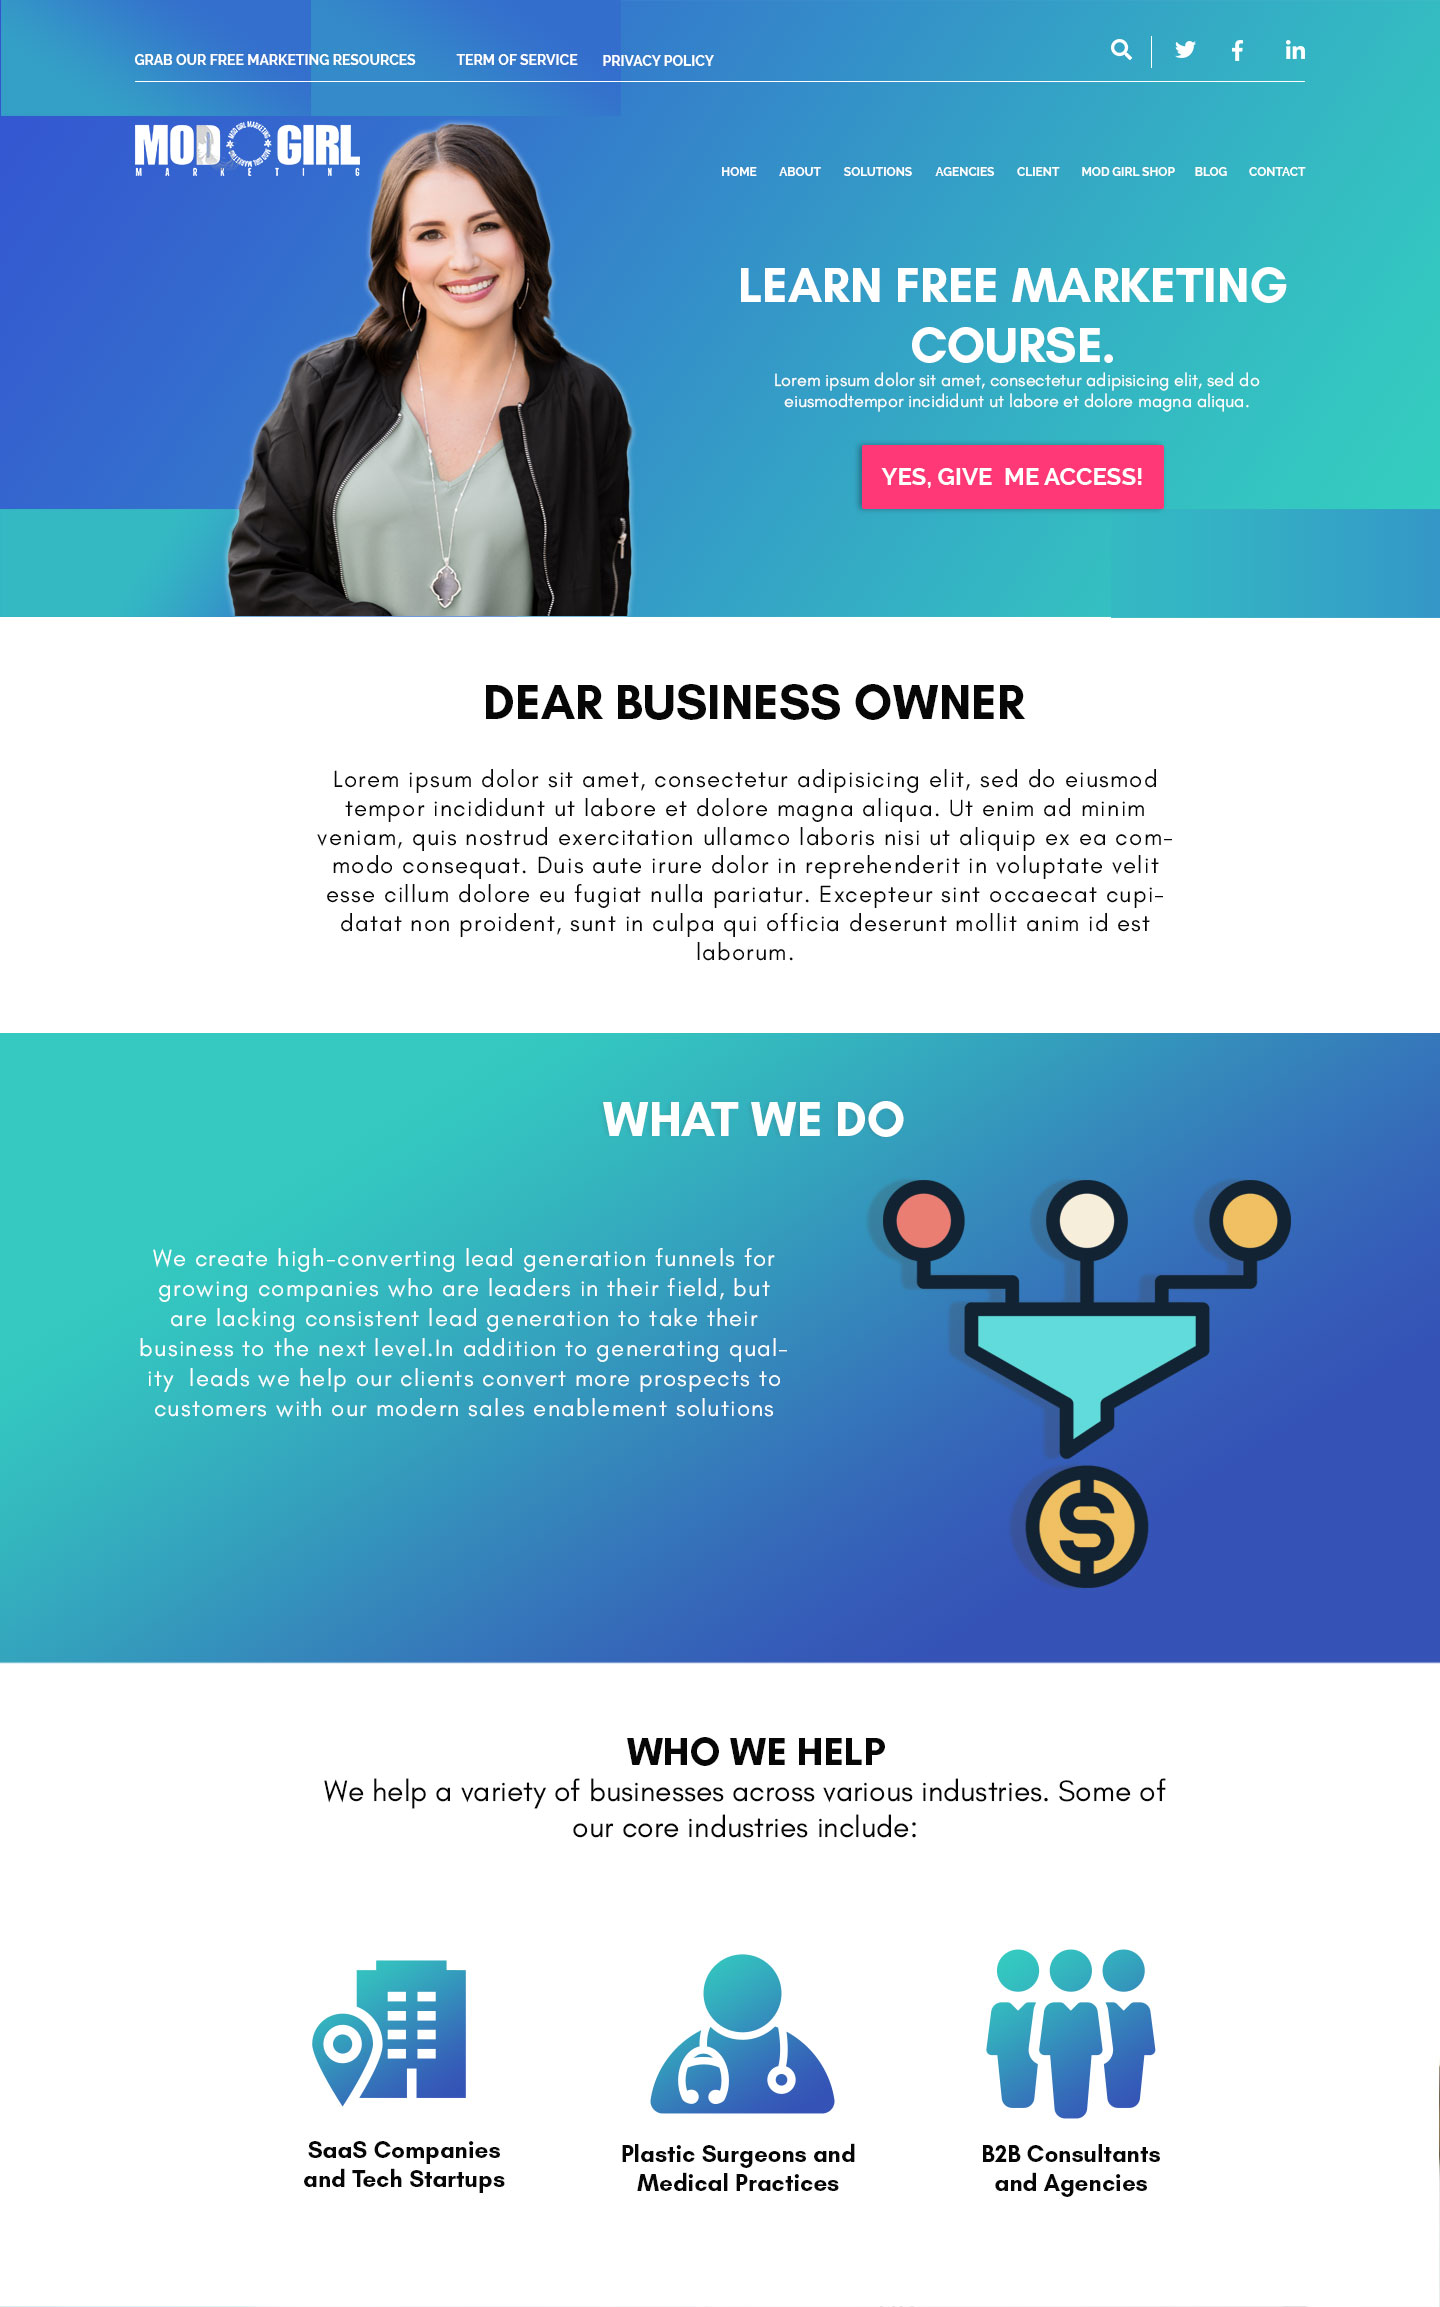 GRAB OUR FREE MARKETING RESOURCES TERM OF SERVICE PRIVACY POLICY
MOD GIRL
MARKETING
HOME ABOUT SOLUTIONS AGENCIES CLIENT MOD GIRL SHOP BLOG CONTACT
LEARN FREE MARKETING
COURSE.
Lorem ipsum dolor sit amet, consectetur adipisicing elit, sed do
eiusmodtempor incididunt ut labore et dolore magna aliqua.
YES, GIVE  ME ACCESS!
DEAR BUSINESS OWNER
Lorem ipsum dolor sit amet, consectetur adipisicing elit, sed do eiusmod
tempor incididunt ut labore et dolore magna aliqua. Ut enim ad minim
veniam, quis nostrud exercitation ullamco laboris nisi ut aliquip ex ea com-
modo consequat. Duis aute irure dolor in reprehenderit in voluptate velit
esse cillum dolore eu fugiat nulla pariatur. Excepteur sint occaecat cupi-
datat non proident, sunt in culpa qui officia deserunt mollit anim id est
laborum.
WHAT WE DO
We create high-converting lead generation funnels for
growing companies who are leaders in their field, but
are lacking consistent lead generation to take their
business to the next level.In addition to generating qual-
ity  leads we help our clients convert more prospects to
customers with our modern sales enablement solutions
$
WHO WE HELP
We help a variety of businesses across various industries. Some of
our core industries include:
SaaS Companies
and Tech Startups
Plastic Surgeons and
Medical Practices
B2B Consultants
and Agencies